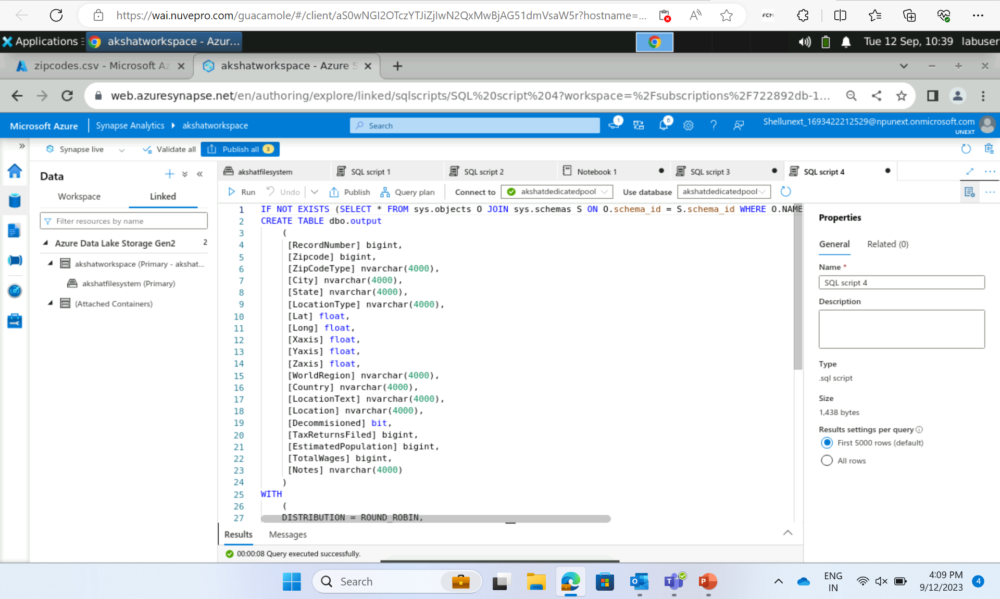 https://wai.nuvepro.com/guacamole/#/client/aS0wNGI2OTczYTJiZjIwN2QxMwBjAG51dmVsaW5r?hostname=...
Applications
akshatworkspace - Azur...
Tue 12 Sep, 10:39 labuser
zipcodes.csv - Microsoft Az
akshatworkspace - Azure S
web.azuresynapse.net/en/authoring/explore/linked/sqlscripts/SQL%20script%204?workspace=%2Fsubscriptions%2F722892db-1...
Microsoft Azure
Synapse Analytics
akshatworkspace
Search
1
8
Shellunext_1693422212529@npunext.onmicrosoft.com
UNEXT
Synapse live
Validate all
Publish all 3
Data
Workspace
Linked
Filter resources by name
Azure Data Lake Storage Gen2 2
akshatworkspace (Primary - akshat...
akshatfilesystem (Primary)
(Attached Containers)
akshatfilesystem
SQL script 1
SQL script 2
Notebook 1
SQL script 3
SQL script 4
Run
Undo
Publish
Query plan
Connect to
akshatdedicatedpool
Use database
akshatdedicatedpool
1 IF NOT EXISTS (SELECT * FROM sys.objects O JOIN sys.schemas S ON O.schema_id = S.schema_id WHERE O.NAME
2 CREATE TABLE dbo.output
3 (
4 [RecordNumber] bigint,
5 [Zipcode] bigint,
6 [ZipCodeType] nvarchar(4000),
7 [City] nvarchar(4000),
8 [State] nvarchar(4000),
9 [LocationType] nvarchar(4000),
10 [Lat] float,
11 [Long] float,
12 [Xaxis] float,
13 [Yaxis] float,
14 [Zaxis] float,
15 [WorldRegion] nvarchar(4000),
16 [Country] nvarchar(4000),
17 [LocationText] nvarchar(4000),
18 [Location] nvarchar(4000),
19 [Decommisioned] bit,
20 [TaxReturnsFiled] bigint,
21 [EstimatedPopulation] bigint,
22 [TotalWages] bigint,
23 [Notes] nvarchar(4000)
24 )
25 WITH
26 (
27 DISTRIBUTION = ROUND_ROBIN,
Results
Messages
00:00:08 Query executed successfully.
Properties
General
Related (0)
Name *
SQL script 4
Description
Type
.sql script
Size
1,438 bytes
Results settings per query
First 5000 rows (default)
All rows
Search
ENG
IN
4:09 PM
9/12/2023
4